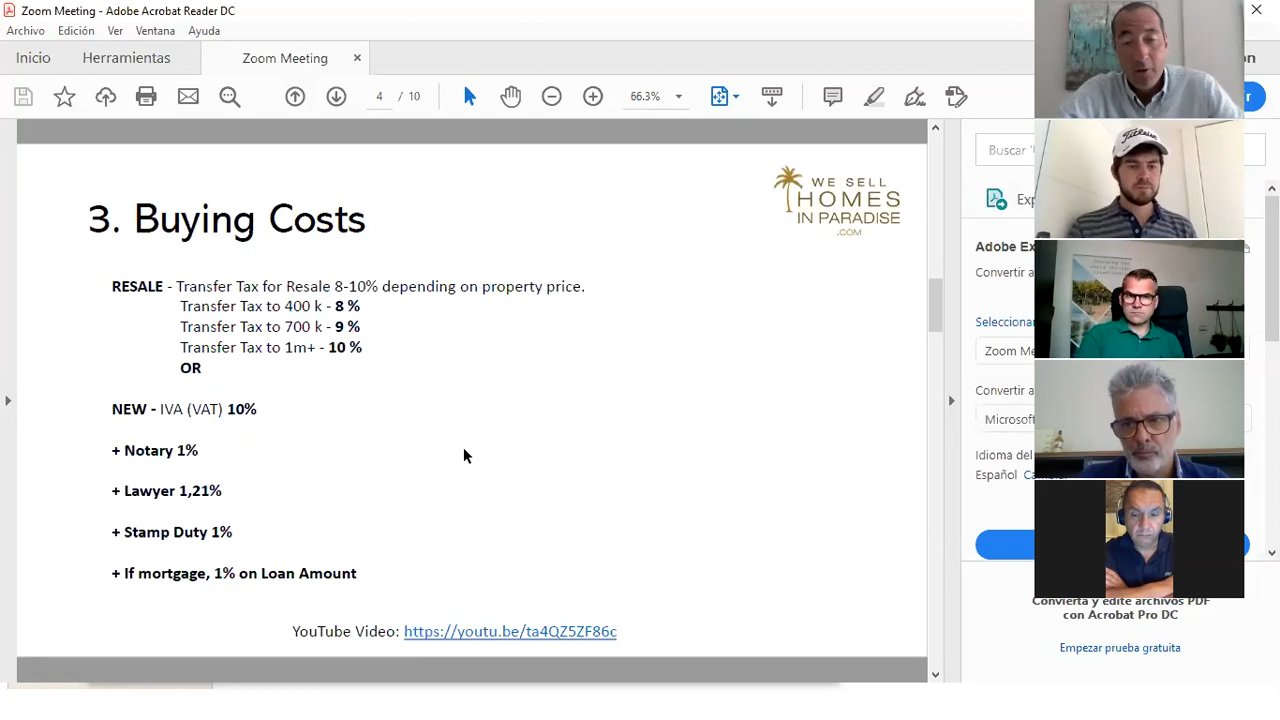 Zoom Meeting - Adobe Acrobat Reader DC
Archivo Edición Ver Ventana Ayuda
Inicio Herramientas Zoom Meeting
4 / 10 66.3%
WE SELL
HOMES
IN PARADISE
.COM
3. Buying Costs
RESALE - Transfer Tax for Resale 8-10% depending on property price.
Transfer Tax to 400 k - 8 %
Transfer Tax to 700 k - 9 %
Transfer Tax to 1m+ - 10 %
OR
NEW - IVA (VAT) 10%
+ Notary 1%
+ Lawyer 1,21%
+ Stamp Duty 1%
+ If mortgage, 1% on Loan Amount
YouTube Video: https://youtu.be/ta4QZ5ZF86c
Buscar
Adobe
Convertir a
Zoom
Convertir a
Microsof
Idioma del
Español
Convierta y edite archivos PDF
con Acrobat Pro DC
Empezar prueba gratuita
Titleist